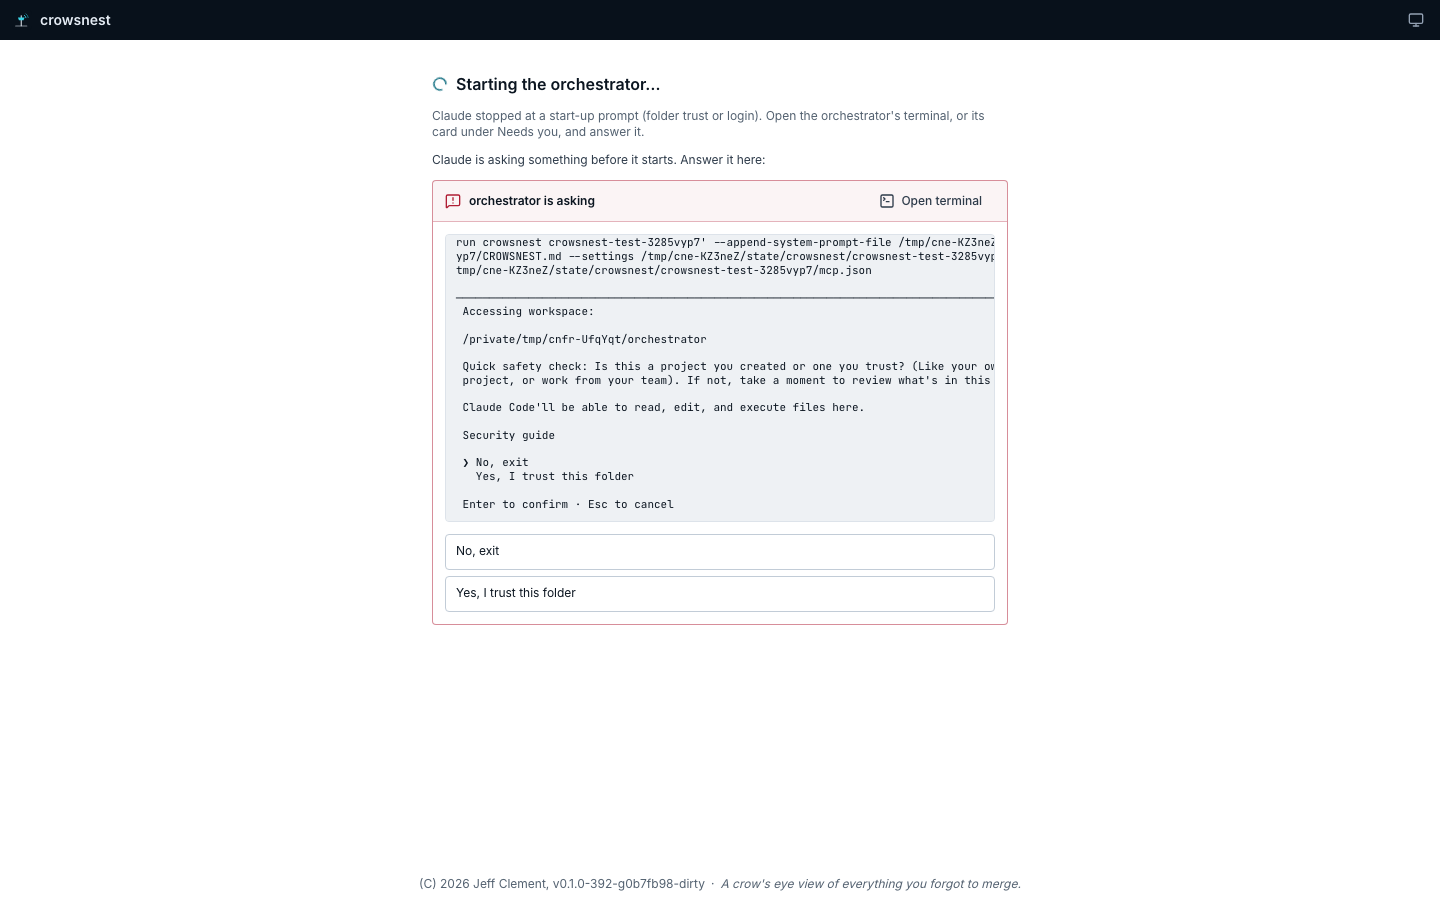 crowsnest
Starting the orchestrator...
Claude stopped at a start-up prompt (folder trust or login). Open the orchestrator's terminal, or its
card under Needs you, and answer it.
Claude is asking something before it starts. Answer it here:
orchestrator is asking
Open terminal
run crowsnest crowsnest-test-3285vyp7' --append-system-prompt-file /tmp/cne-KZ3neZ
yp7/CROWSNEST.md --settings /tmp/cne-KZ3neZ/state/crowsnest/crowsnest-test-3285vyp
tmp/cne-KZ3neZ/state/crowsnest/crowsnest-test-3285vyp7/mcp.json
Accessing workspace:
/private/tmp/cnfr-UfqYqt/orchestrator
Quick safety check: Is this a project you created or one you trust? (Like your ow
project, or work from your team). If not, take a moment to review what's in this
Claude Code'll be able to read, edit, and execute files here.
Security guide
❯ No, exit
Yes, I trust this folder
Enter to confirm · Esc to cancel
No, exit
Yes, I trust this folder
(C) 2026 Jeff Clement, v0.1.0-392-g0b7fb98-dirty · A crow's eye view of everything you forgot to merge.